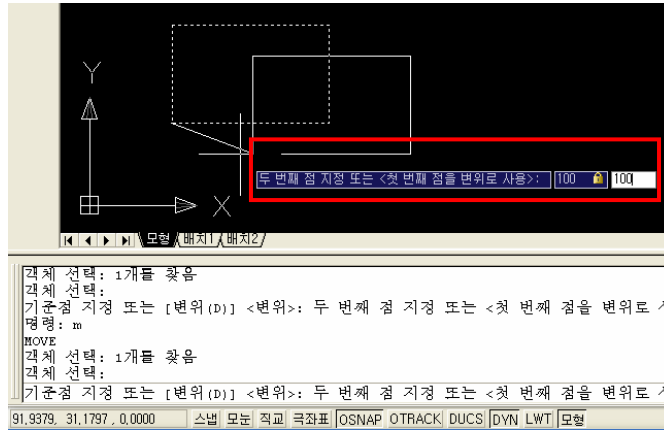 Y
두 번째 점 지정 또는 <첫 번째 점을 변위로 사용>: 100 100
X
모형 배치1 배치2
객체 선택: 1개를 찾음
객체 선택:
기준점 지정 또는 [변위(D)] <변위>: 두 번째 점 지정 또는 <첫 번째 점을 변위로
명령: m
MOVE
객체 선택: 1개를 찾음
객체 선택:
기준점 지정 또는 [변위(D)] <변위>: 두 번째 점 지정 또는 <첫 번째 점을 변위로
91,9379, 31,1797 , 0,0000 스냅 모눈 직교 극좌표 OSNAP OTRACK DUCS DYN LWT 모형